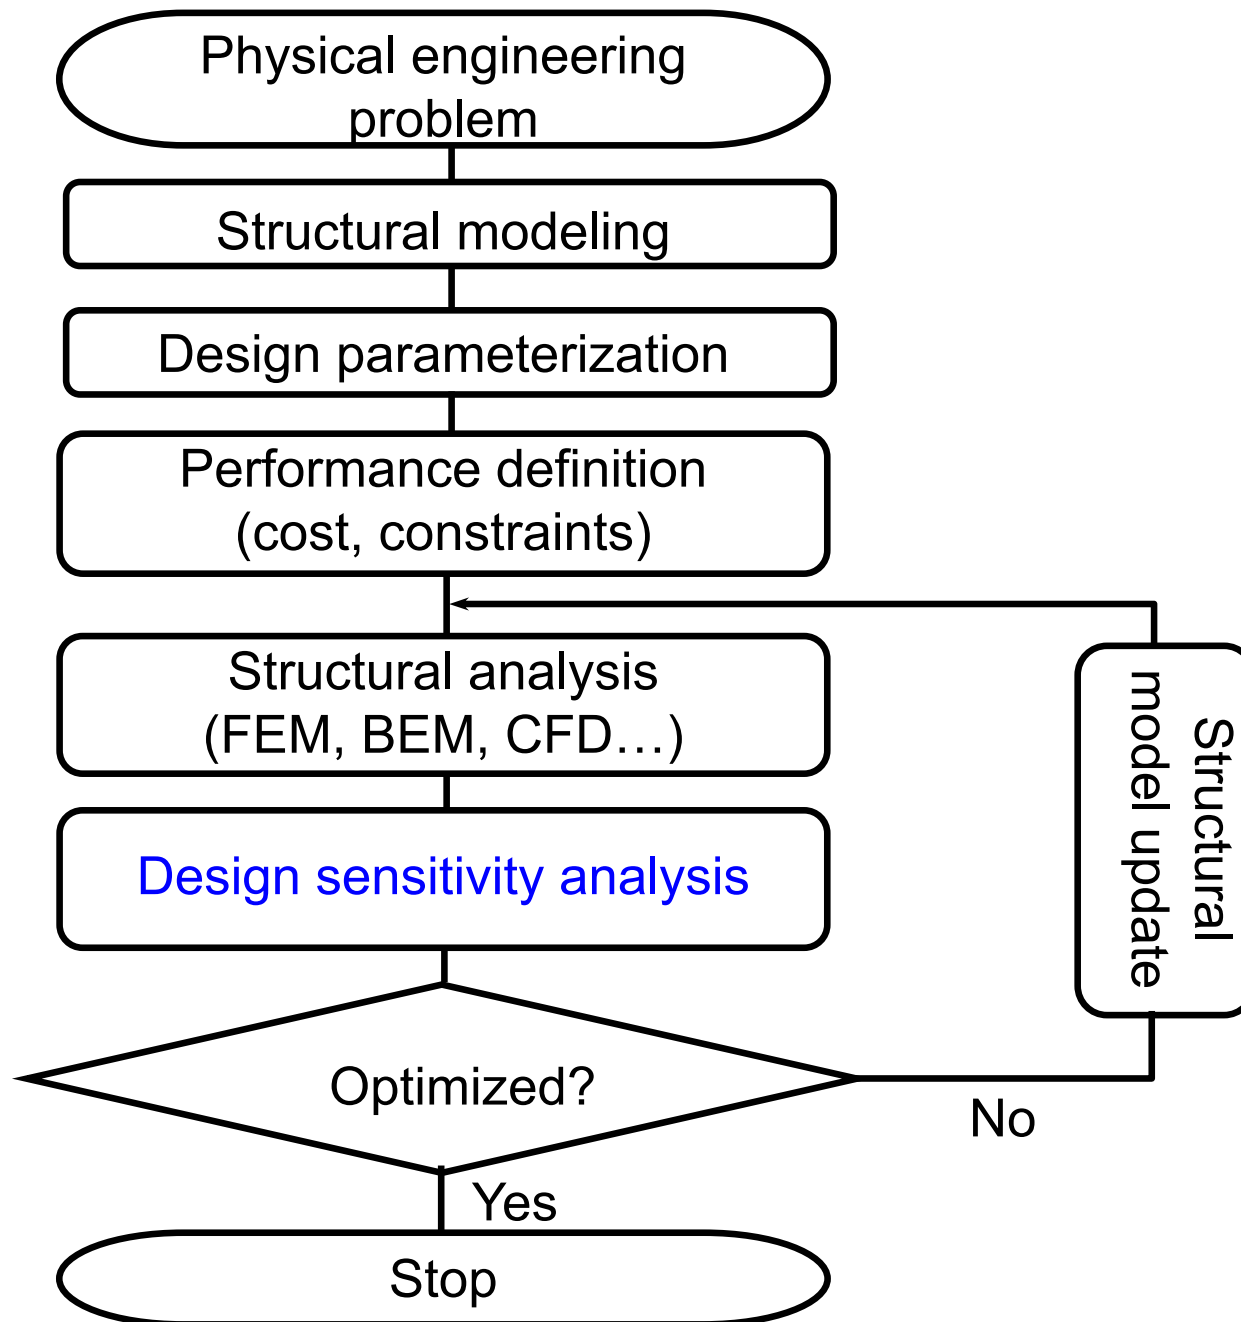 Physical engineering
problem
Structural modeling
Design parameterization
Performance definition
(cost, constraints)
Structural analysis
(FEM, BEM, CFD…)
Design sensitivity analysis
Optimized?
No
Structural
model update
Yes
Stop